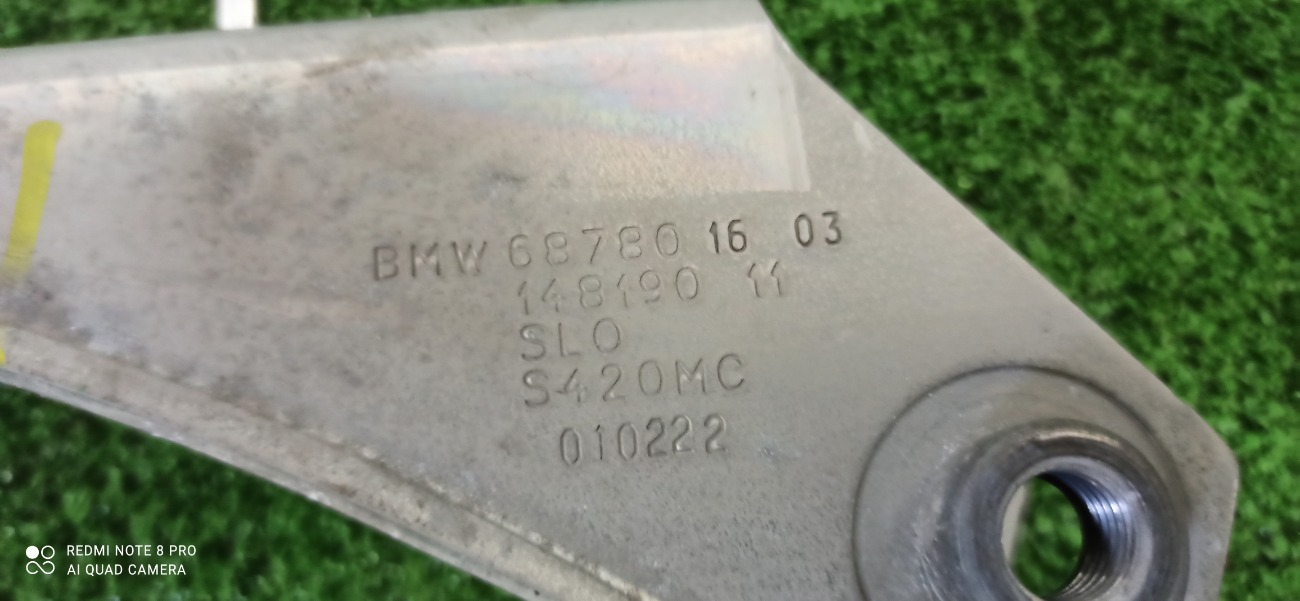 BMW 68780 16 03
148190 11
SLO
S420MC
010222
REDMI NOTE 8 PRO
AI QUAD CAMERA